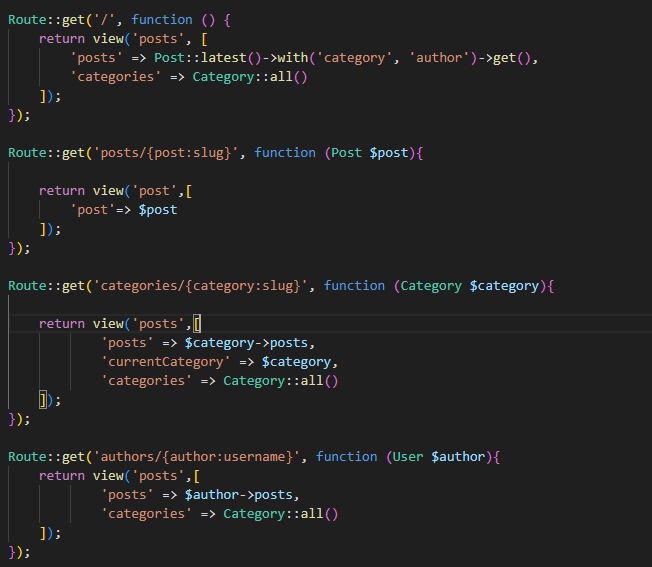 Route::get('/', function () {
    return view('posts', [
        'posts' => Post::latest()->with('category', 'author')->get(),
        'categories' => Category::all()
    ]);
});

Route::get('posts/{post:slug}', function (Post $post){

    return view('post',[
        'post'=> $post
    ]);
});

Route::get('categories/{category:slug}', function (Category $category){

    return view('posts',[
            'posts' => $category->posts,
            'currentCategory' => $category,
            'categories' => Category::all()
    ]);
});

Route::get('authors/{author:username}', function (User $author){
    return view('posts',[
            'posts' => $author->posts,
            'categories' => Category::all()
    ]);
});